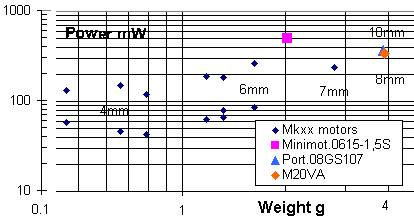 1000
Power mW
10mm
8mm
6mm
7mm
4mm
100
Mkxx motors
Minimot.0615-1,5S
Port.08GS107
M20VA
10
0.1
1
Weight g
4